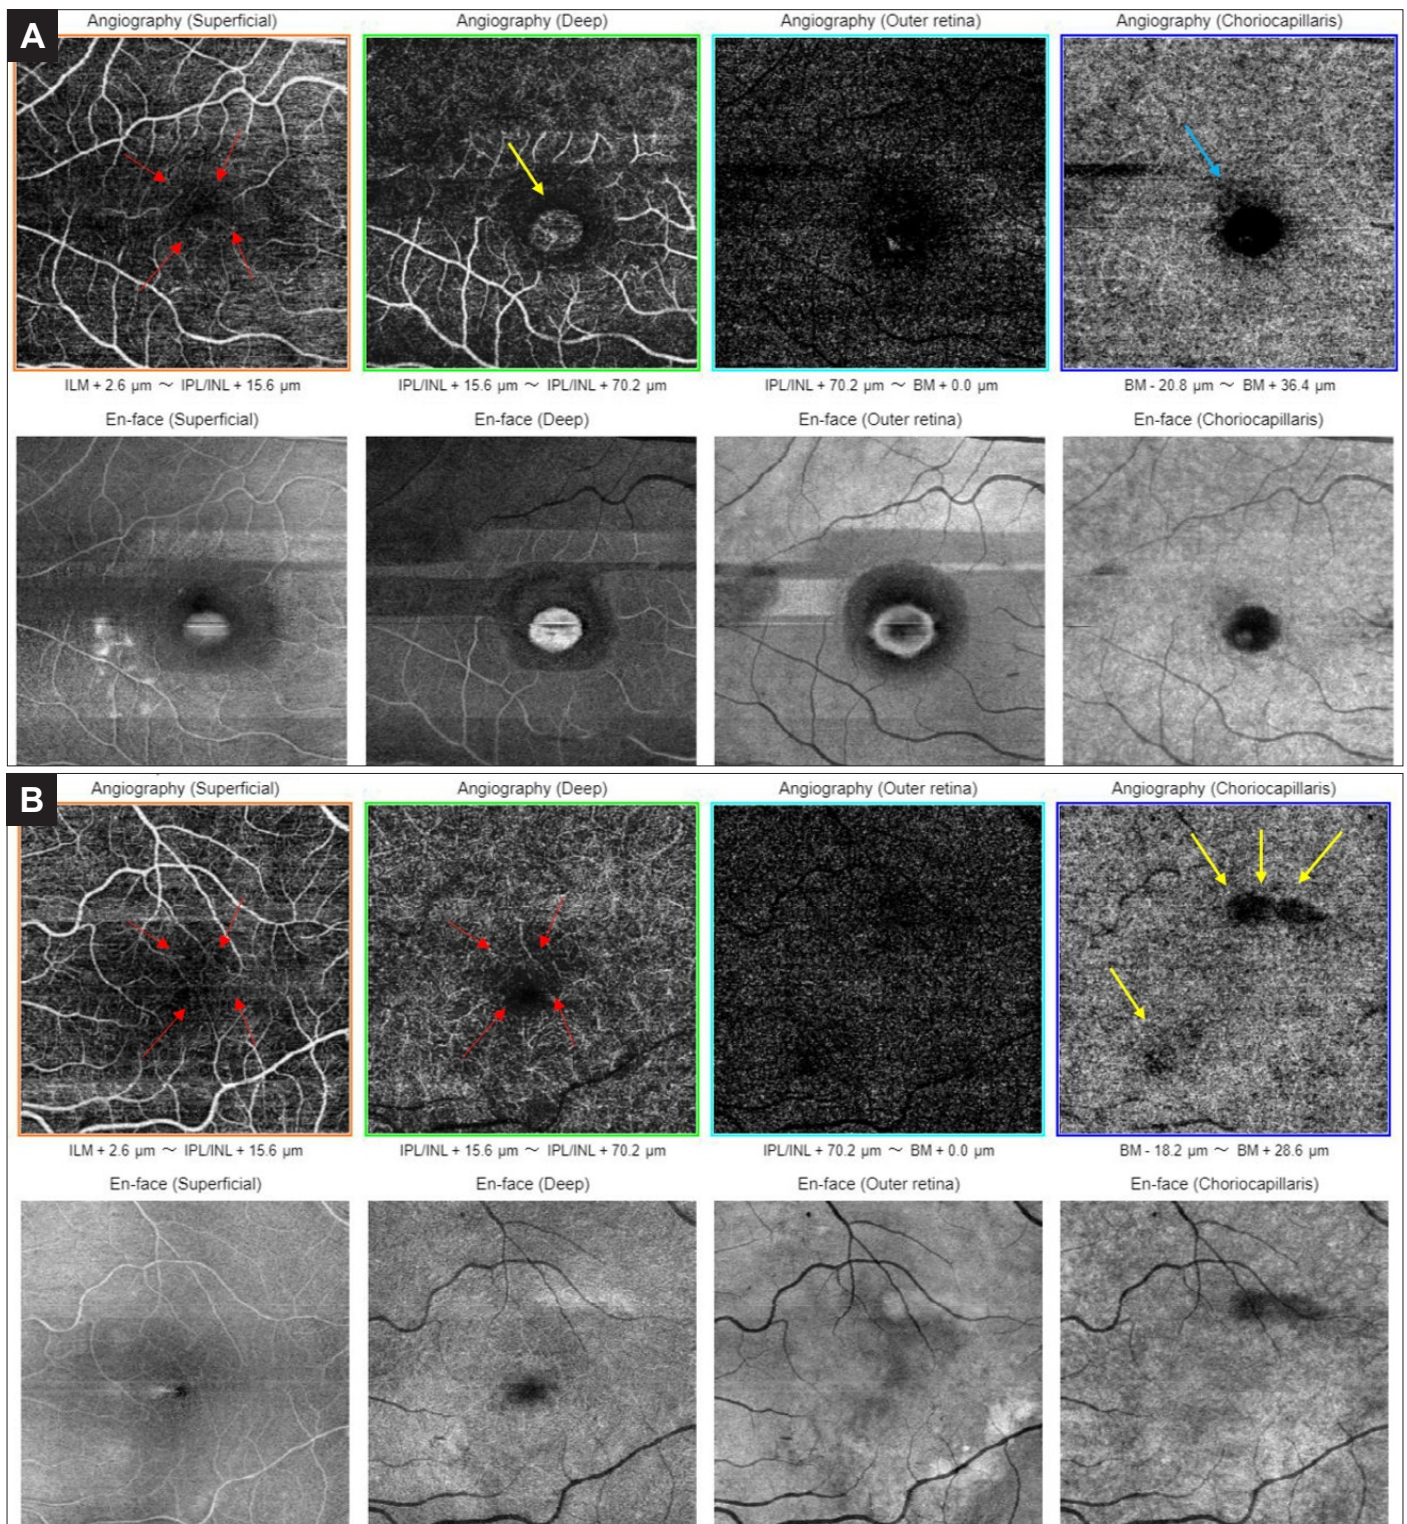 A
Angiography (Superficial) Angiography (Deep) Angiography (Outer retina) Angiography (Choriocapillaris)
ILM + 2.6 µm ～ IPL/INL + 15.6 µm IPL/INL + 15.6 µm ～ IPL/INL + 70.2 µm IPL/INL + 70.2 µm ～ BM + 0.0 µm BM - 20.8 µm ～ BM + 36.4 µm
En-face (Superficial) En-face (Deep) En-face (Outer retina) En-face (Choriocapillaris)
B
Angiography (Superficial) Angiography (Deep) Angiography (Outer retina) Angiography (Choriocapillaris)
ILM + 2.6 µm ～ IPL/INL + 15.6 µm IPL/INL + 15.6 µm ～ IPL/INL + 70.2 µm IPL/INL + 70.2 µm ～ BM + 0.0 µm BM - 18.2 µm ～ BM + 28.6 µm
En-face (Superficial) En-face (Deep) En-face (Outer retina) En-face (Choriocapillaris)